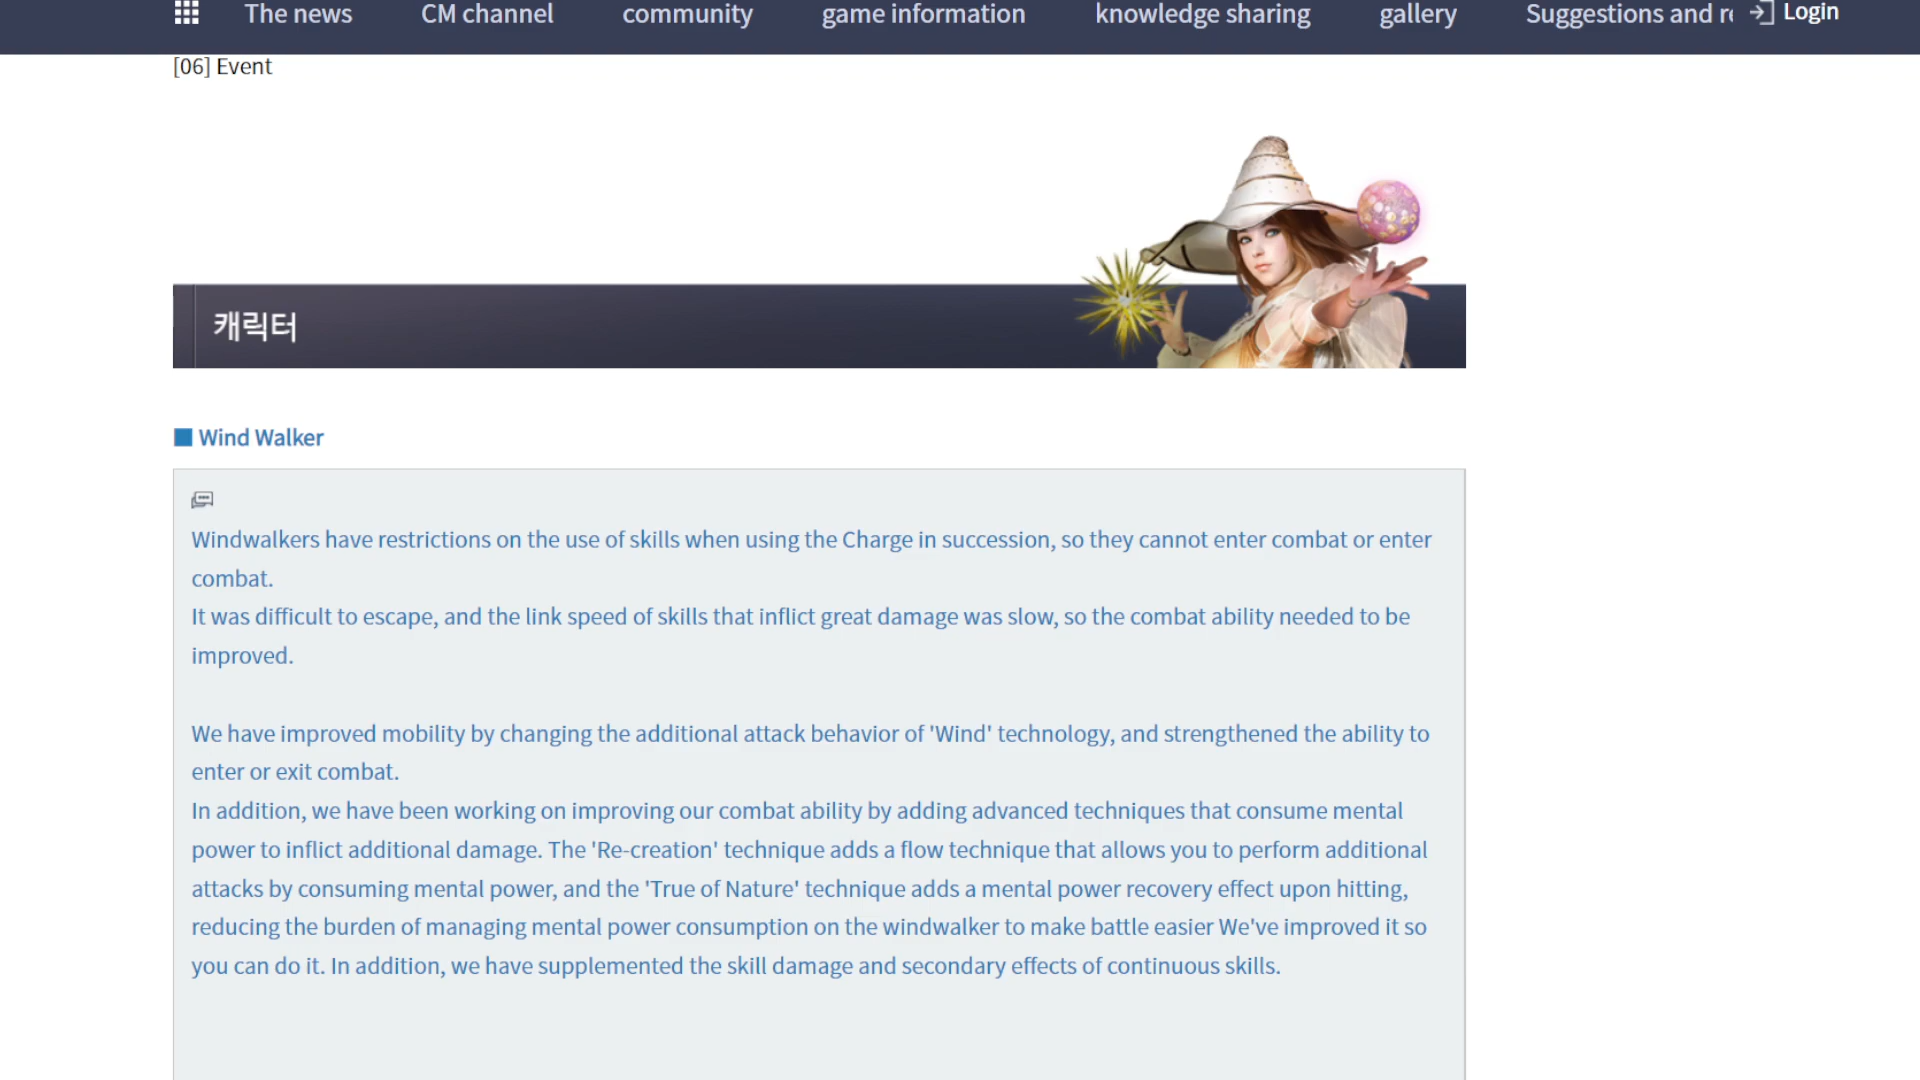 The news CM channel community game information knowledge sharing gallery Suggestions and Login
[06] Event
캐릭터
Wind Walker
Windwalkers have restrictions on the use of skills when using the Charge in succession, so they cannot enter combat or enter
combat.
It was difficult to escape, and the link speed of skills that inflict great damage was slow, so the combat ability needed to be
improved.
We have improved mobility by changing the additional attack behavior of 'Wind' technology, and strengthened the ability to
enter or exit combat.
In addition, we have been working on improving our combat ability by adding advanced techniques that consume mental
power to inflict additional damage. The 'Re-creation' technique adds a flow technique that allows you to perform additional
attacks by consuming mental power, and the 'True of Nature' technique adds a mental power recovery effect upon hitting,
reducing the burden of managing mental power consumption on the windwalker to make battle easier We've improved it so
you can do it. In addition, we have supplemented the skill damage and secondary effects of continuous skills.